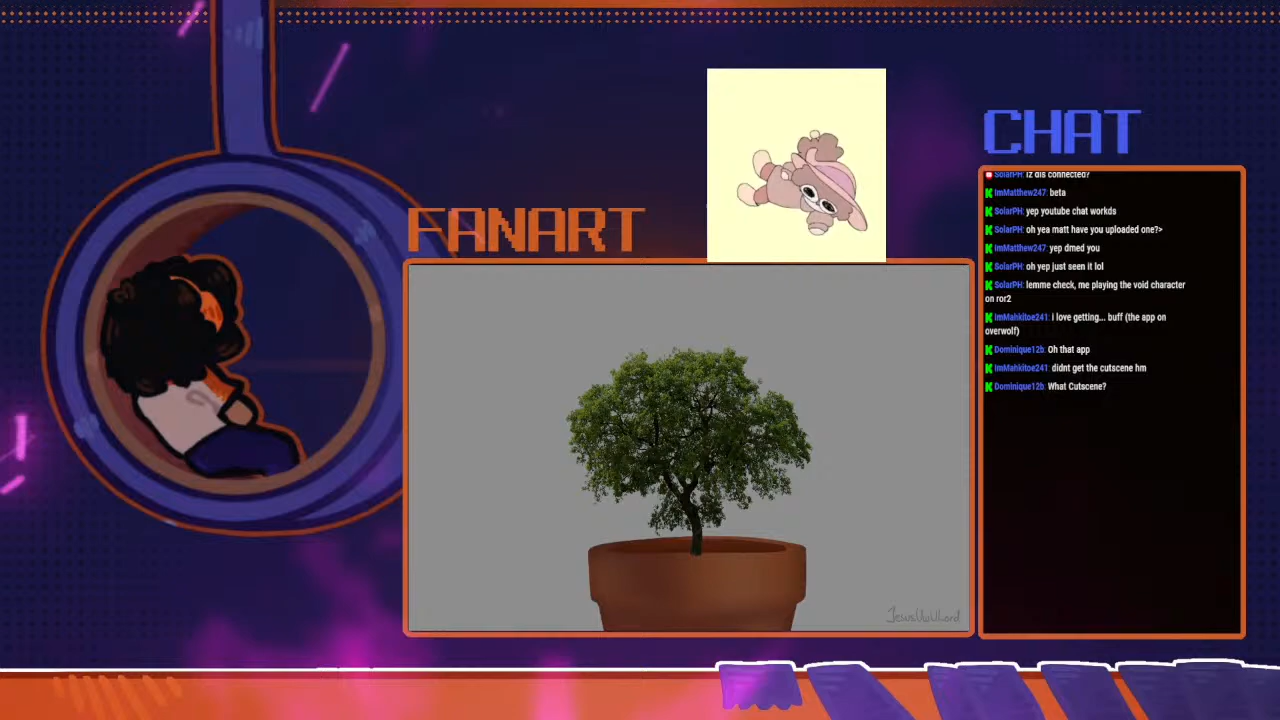 FANART
CHAT
SolarPH: iz dis connected?
ImMatthew247: beta
SolarPH: yep youtube chat workds
SolarPH: oh yea matt have you uploaded one?>
ImMatthew247: yep dmed you
SolarPH: oh yep just seen it lol
SolarPH: lemme check, me playing the void character
on ror2
ImMahkitoe241: i love getting... buff (the app on
overwolf)
Dominique12b: Oh that app
ImMahkitoe241: didnt get the cutscene hm
Dominique12b: What Cutscene?
JesusUwULord